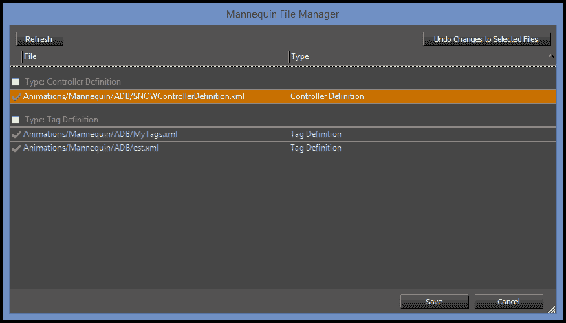 Mannequin File Manager
Refresh Undo Changes to Selected Files
File Type
Type: Controller Definition
Animations/Mannequin/ADB/SNOWControllerDefinition.xml Controller Definition
Type: Tag Definition
Animations/Mannequin/ADB/MyTags.xml Tag Definition
Animations/Mannequin/ADB/est.xml Tag Definition
Save Cancel